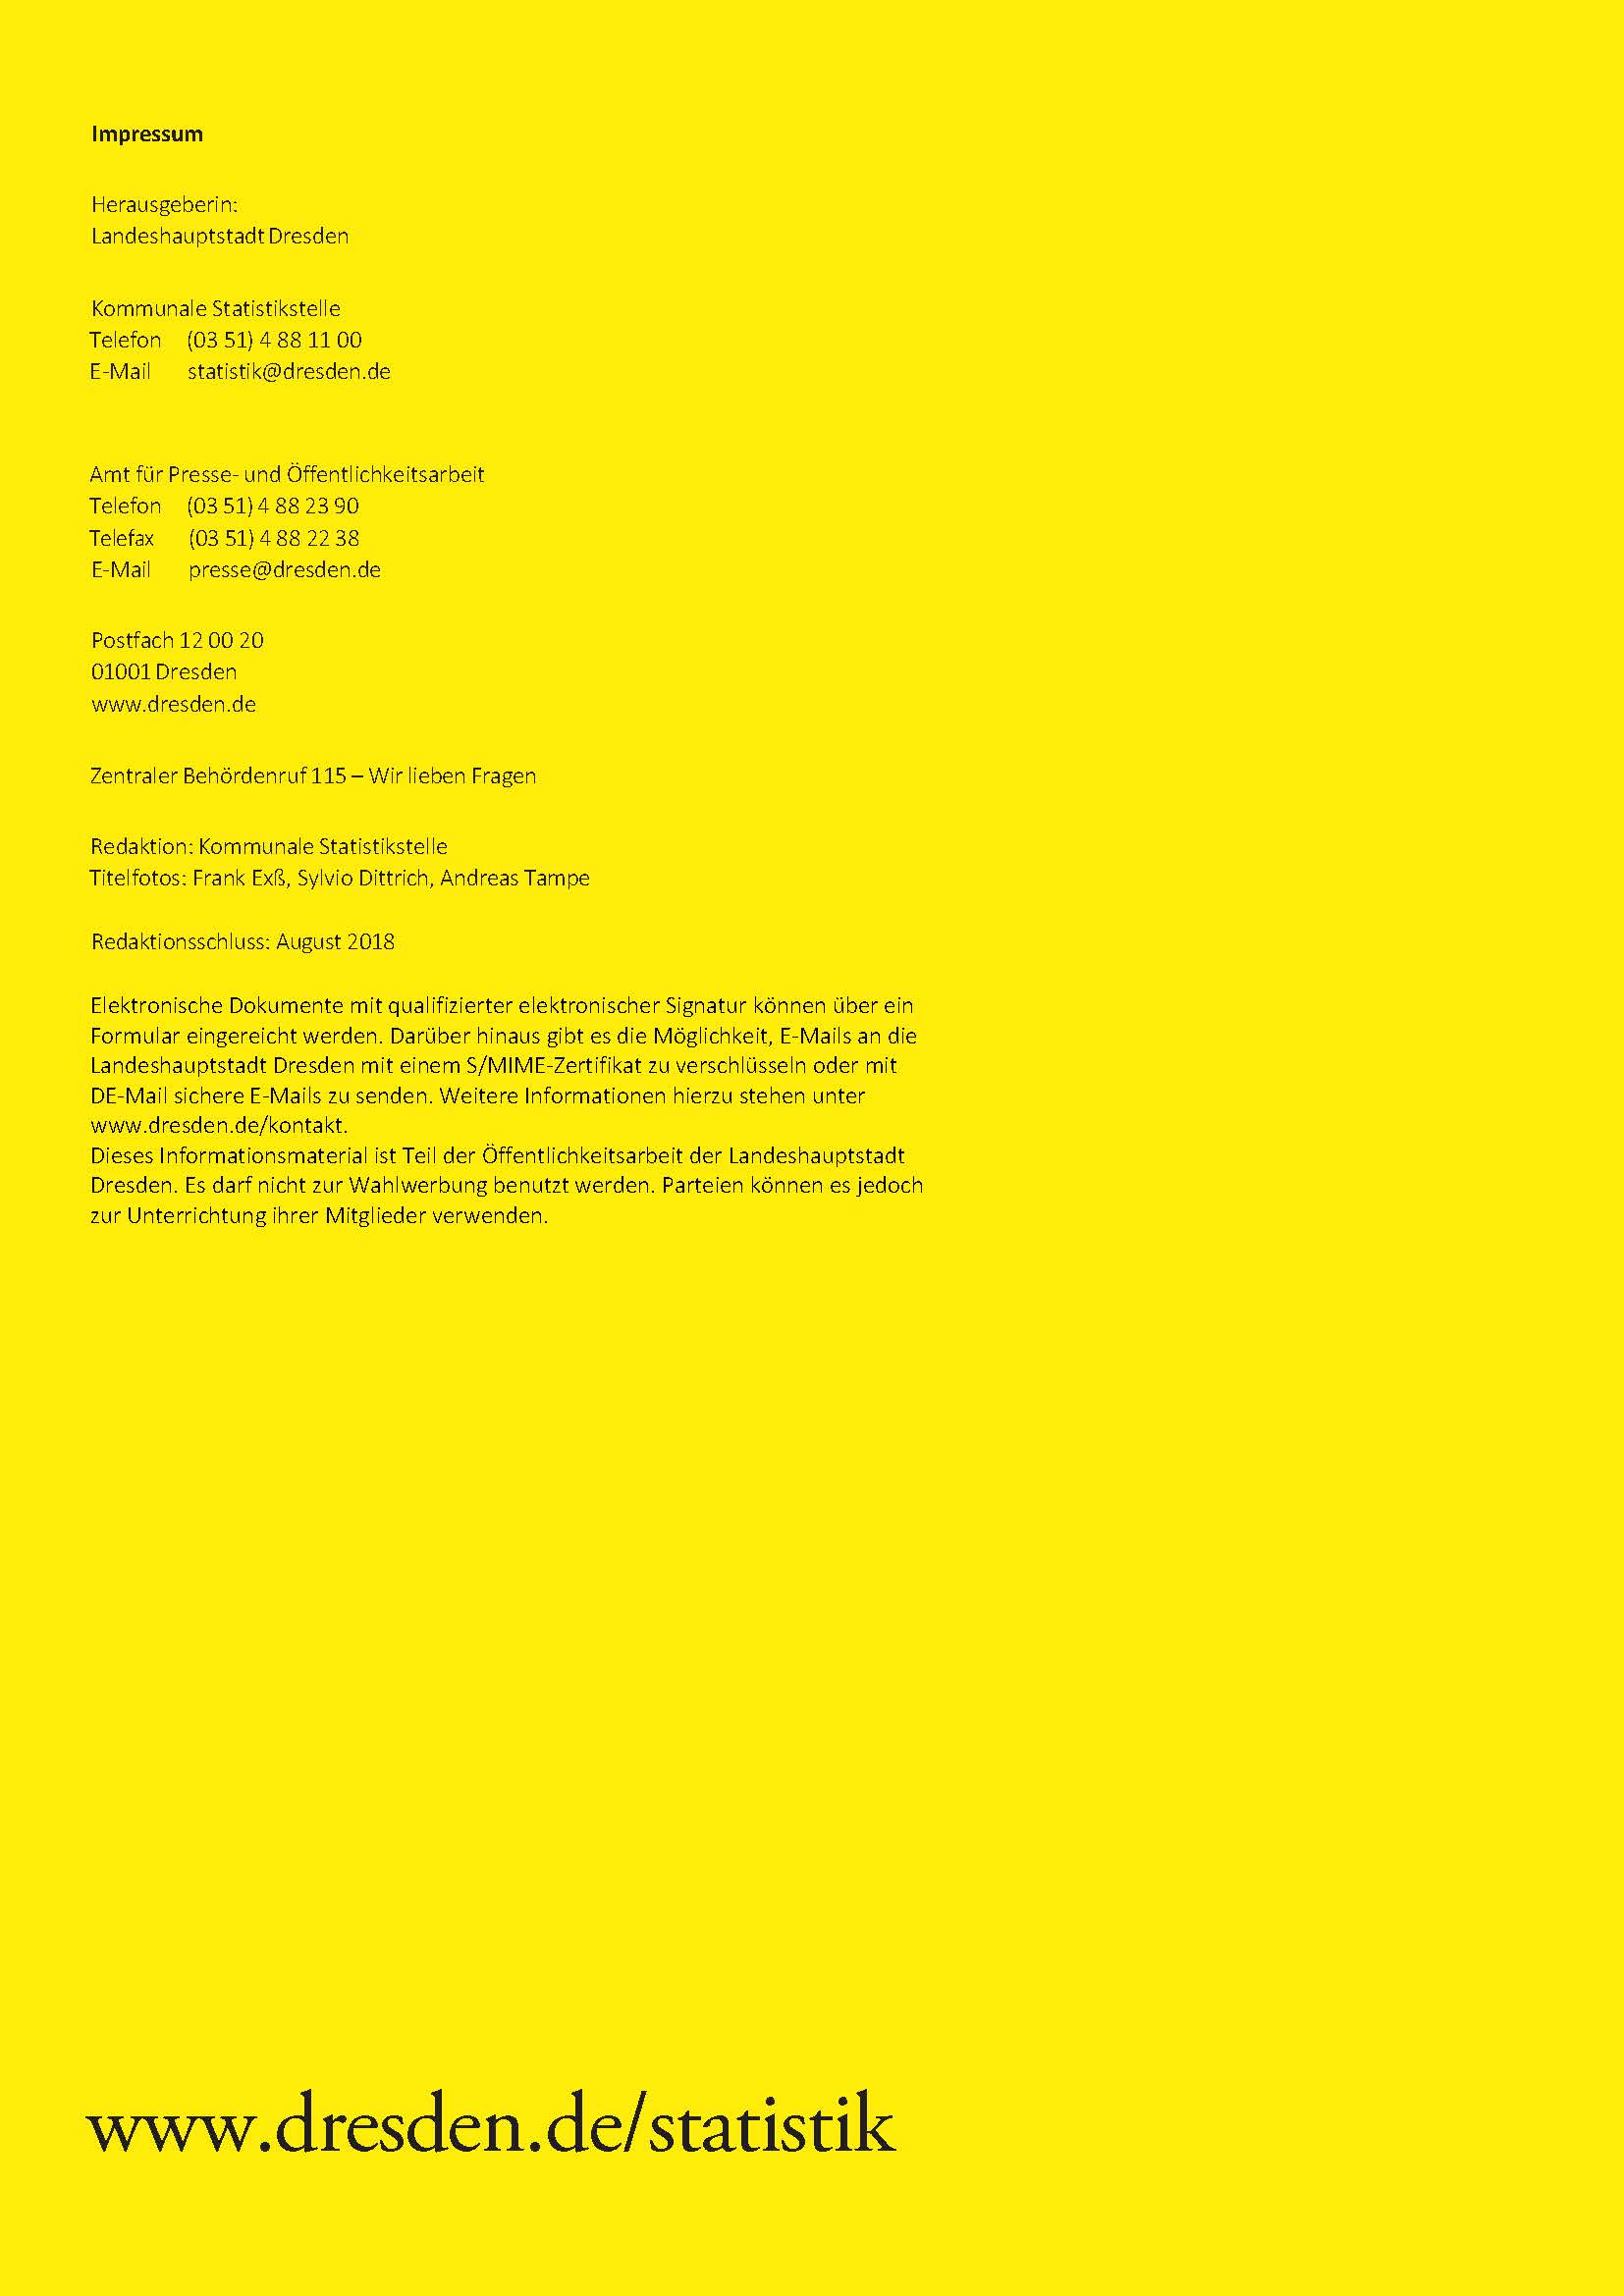 Impressum
Herausgeberin:
Landeshauptstadt Dresden
Kommunale Statistikstelle
Telefon (03 51) 4 88 11 00
E-Mail statistik@dresden.de
Amt für Presse- und Öffentlichkeitsarbeit
Telefon (03 51) 4 88 23 90
Telefax (03 51) 4 88 22 38
E-Mail presse@dresden.de
Postfach 12 00 20
01001 Dresden
www.dresden.de
Zentraler Behördenruf 115 – Wir lieben Fragen
Redaktion: Kommunale Statistikstelle
Titelfotos: Frank Exß, Sylvio Dittrich, Andreas Tampe
Redaktionsschluss: August 2018
Elektronische Dokumente mit qualifizierter elektronischer Signatur können über ein
Formular eingereicht werden. Darüber hinaus gibt es die Möglichkeit, E-Mails an die
Landeshauptstadt Dresden mit einem S/MIME-Zertifikat zu verschlüsseln oder mit
DE-Mail sichere E-Mails zu senden. Weitere Informationen hierzu stehen unter
www.dresden.de/kontakt.
Dieses Informationsmaterial ist Teil der Öffentlichkeitsarbeit der Landeshauptstadt
Dresden. Es darf nicht zur Wahlwerbung benutzt werden. Parteien können es jedoch
zur Unterrichtung ihrer Mitglieder verwenden.
www.dresden.de/statistik